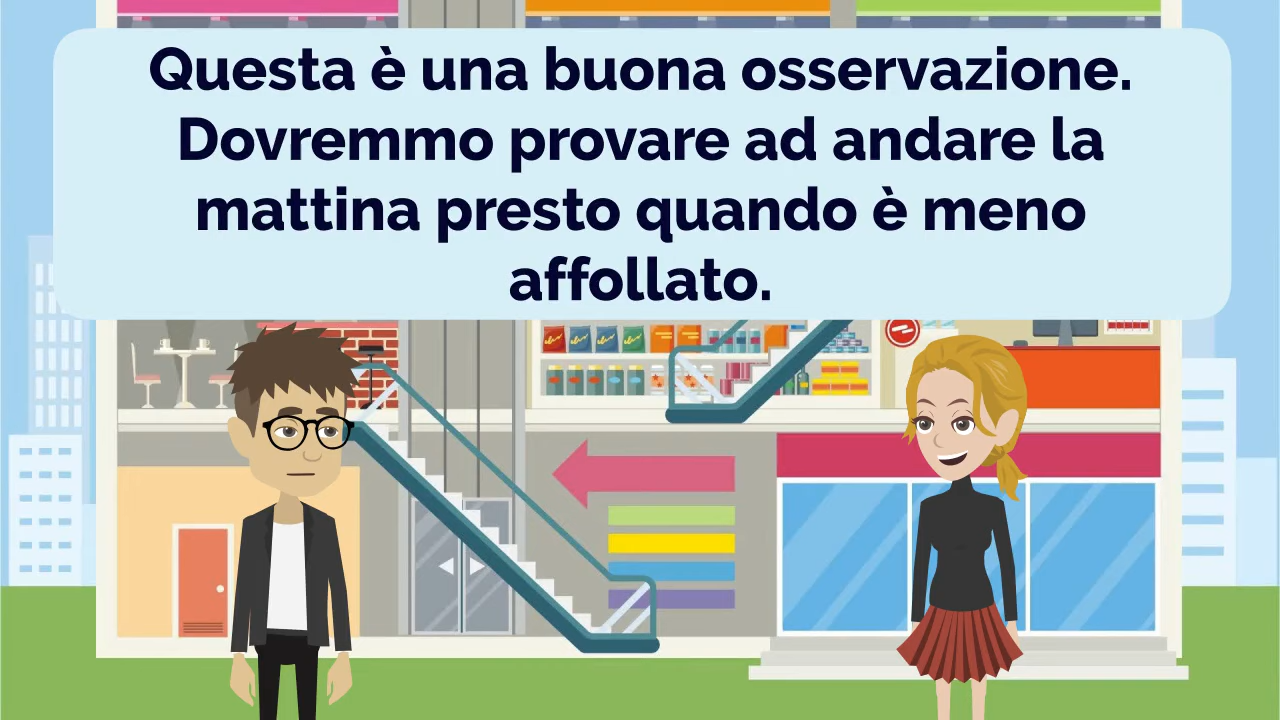 Questa è una buona osservazione.
Dovremmo provare ad andare la
mattina presto quando è meno
affollato.